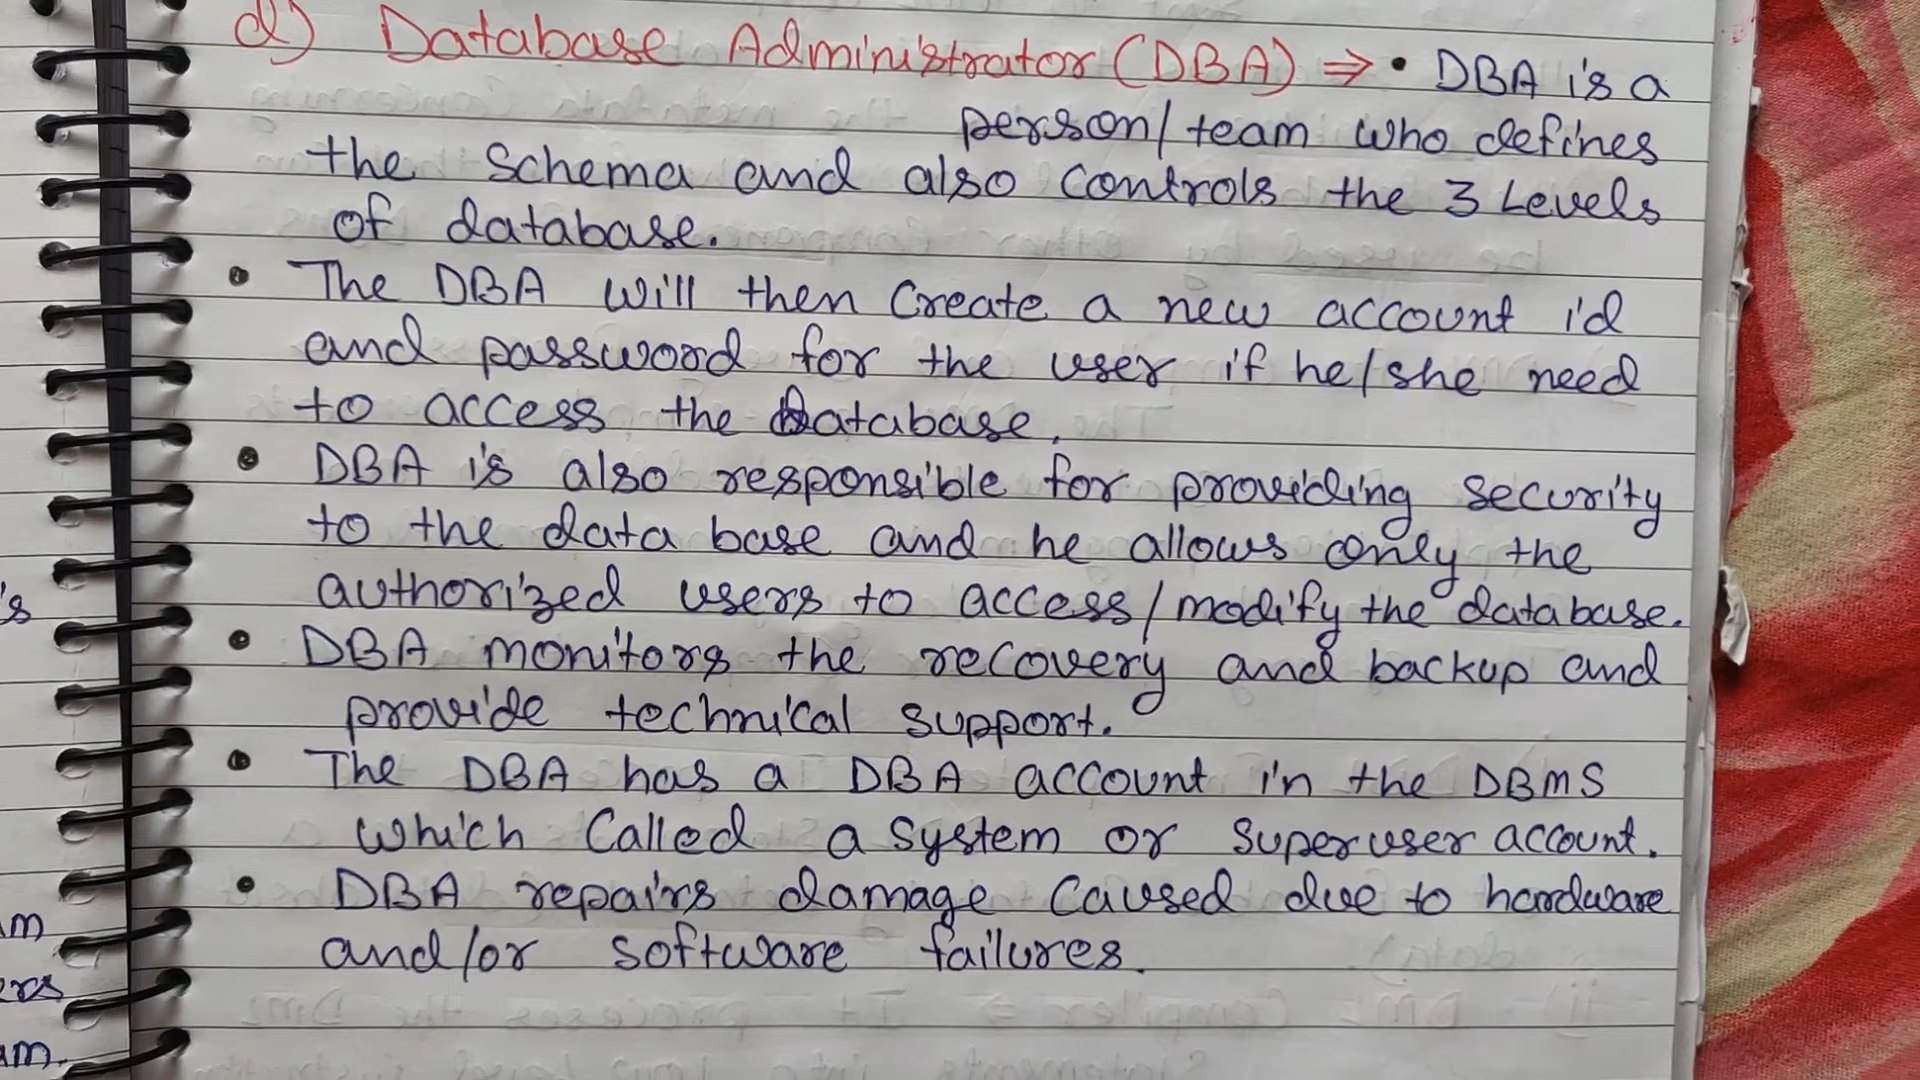 d) Database Administrator (DBA) ⇒ • DBA is a
person/team who defines
the schema and also controls the 3 Levels
of database.
• The DBA will then create a new account id
and password for the user if he/she need
to access the Database.
• DBA is also responsible for providing security
to the data base and he allows only the
authorized users to access/modify the database.
• DBA monitors the recovery and backup and
provide technical support.
• The DBA has a DBA account in the DBMS
which called a system or superuser account.
• DBA repairs damage caused due to hardware
and/or software failures.